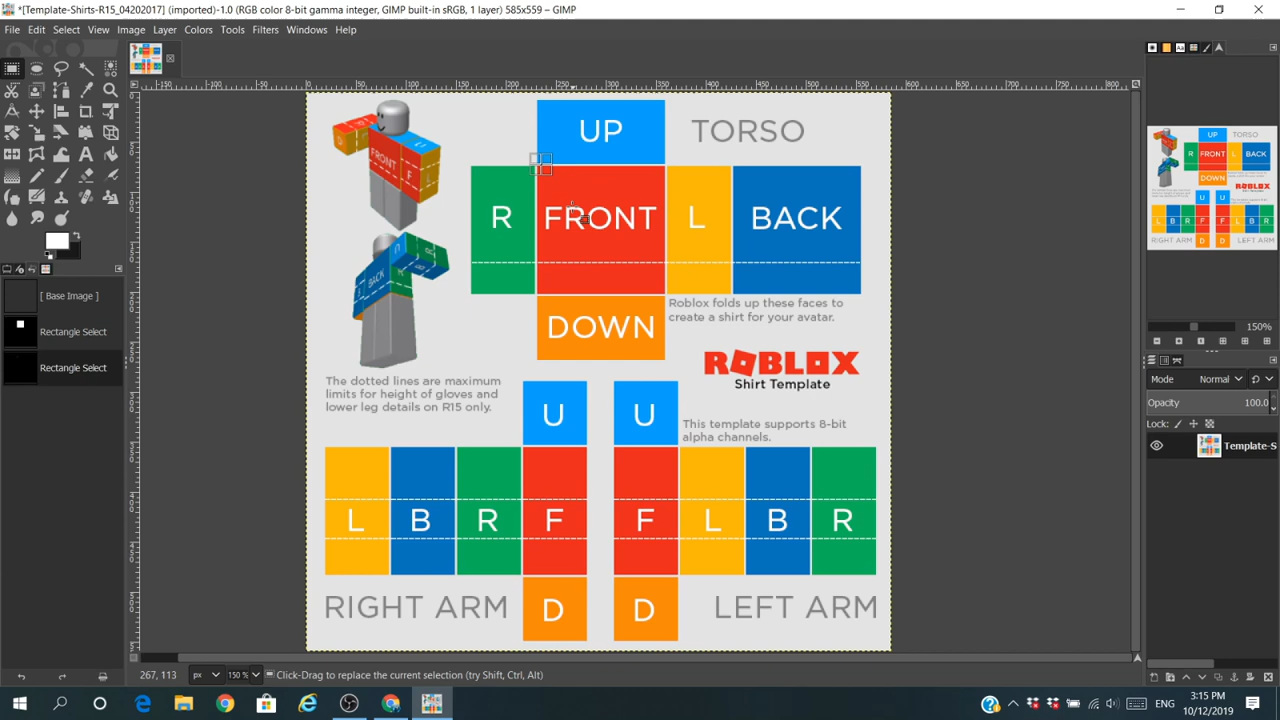 *[Template-Shirts-R15_04202017] (imported)-1.0 (RGB color 8-bit gamma integer, GIMP built-in sRGB, 1 layer) 585x559 – GIMP
File Edit Select View Image Layer Colors Tools Filters Windows Help
UP
TORSO
R
FRONT
L
BACK
DOWN
Roblox folds up these faces to
create a shirt for your avatar.
ROBLOX
Shirt Template
The dotted lines are maximum
limits for height of gloves and
lower leg details on R15 only.
U
U
This template supports 8-bit
alpha channels.
L B R F
F L B R
RIGHT ARM
D
D
LEFT ARM
FRONT
F
BACK
[ Base Image ]
Rectangle Select
Rectangle Select
150%
Mode Normal
Opacity 100.0
Lock:
Template-S
267, 113 px 150 % Click-Drag to replace the current selection (try Shift, Ctrl, Alt)
ENG
3:15 PM
10/12/2019